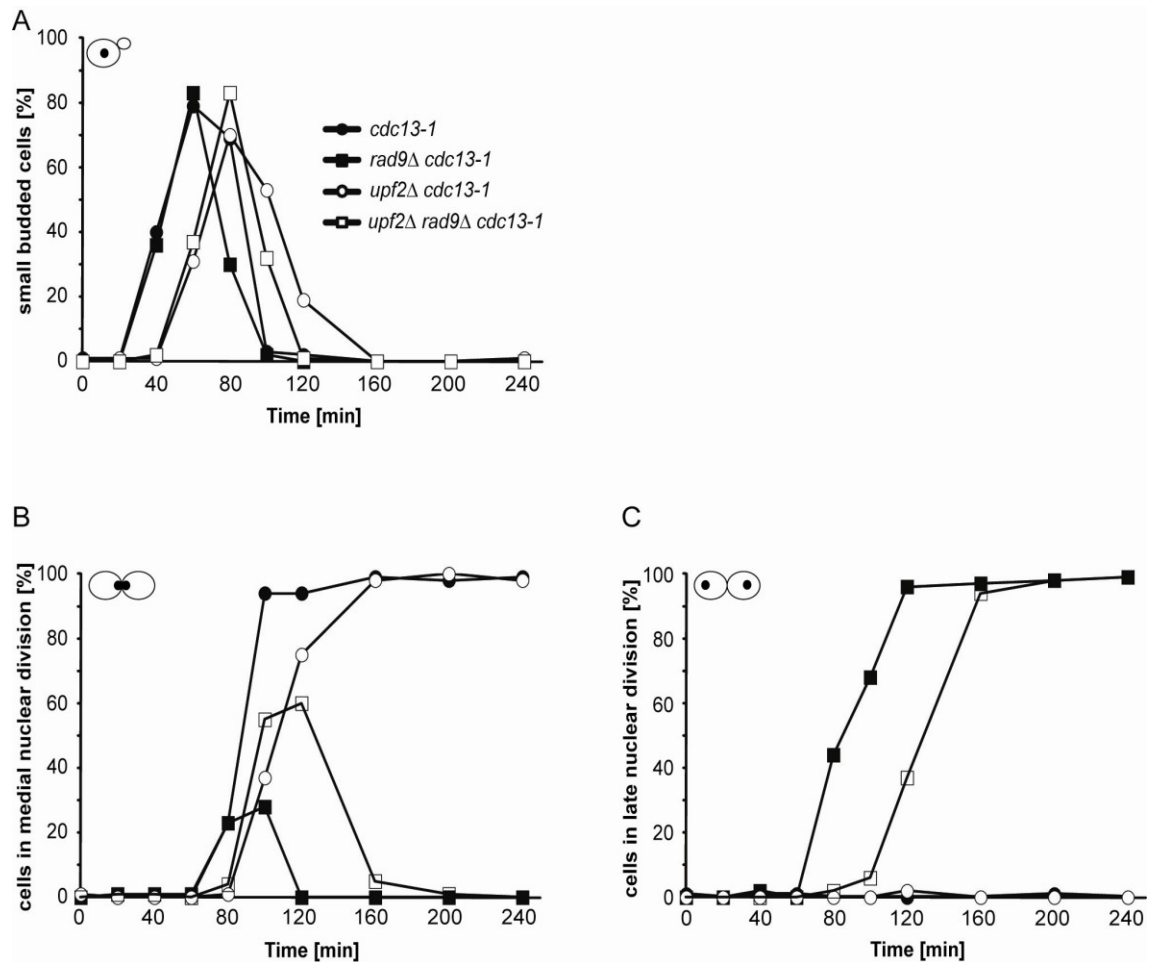 A
100
80
60
40
20
0
small budded cells [%]
cdc13-1
rad9Δ cdc13-1
upf2Δ cdc13-1
upf2Δ rad9Δ cdc13-1
0 40 80 120 160 200 240
Time [min]
B
100
80
60
40
20
0
cells in medial nuclear division [%]
0 40 80 120 160 200 240
Time [min]
C
100
80
60
40
20
0
cells in late nuclear division [%]
0 40 80 120 160 200 240
Time [min]